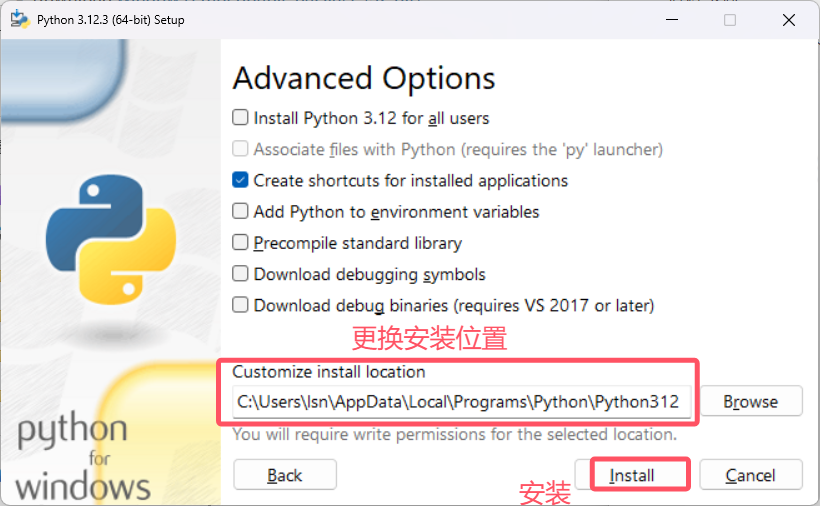 Python 3.12.3 (64-bit) Setup
Advanced Options
Install Python 3.12 for all users
Associate files with Python (requires the 'py' launcher)
Create shortcuts for installed applications
Add Python to environment variables
Precompile standard library
Download debugging symbols
Download debug binaries (requires VS 2017 or later)
更换安装位置
Customize install location
C:\Users\lsn\AppData\Local\Programs\Python\Python312
Browse
You will require write permissions for the selected location.
python
for
windows
Back
安装
Install
Cancel